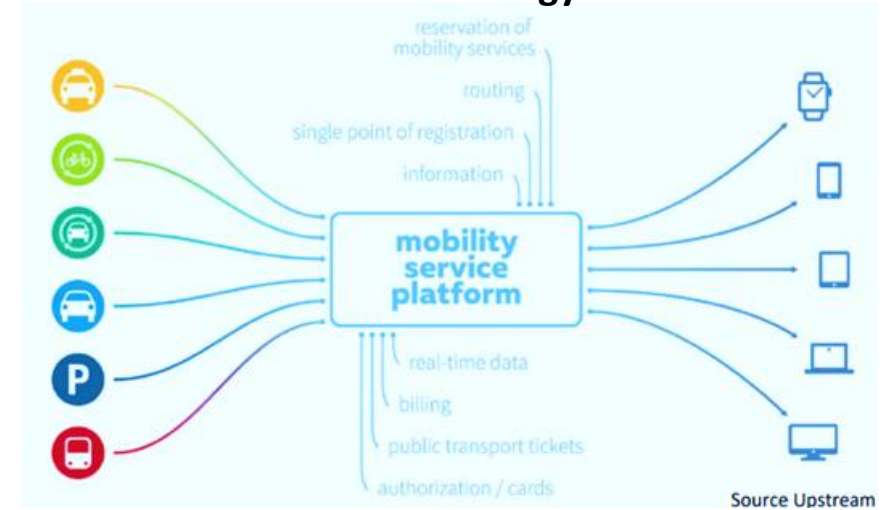 reservation of
mobility services
routing
single point of registration
information
mobility
service
platform
P
real-time data
billing
public transport tickets
authorization / cards
Source Upstream